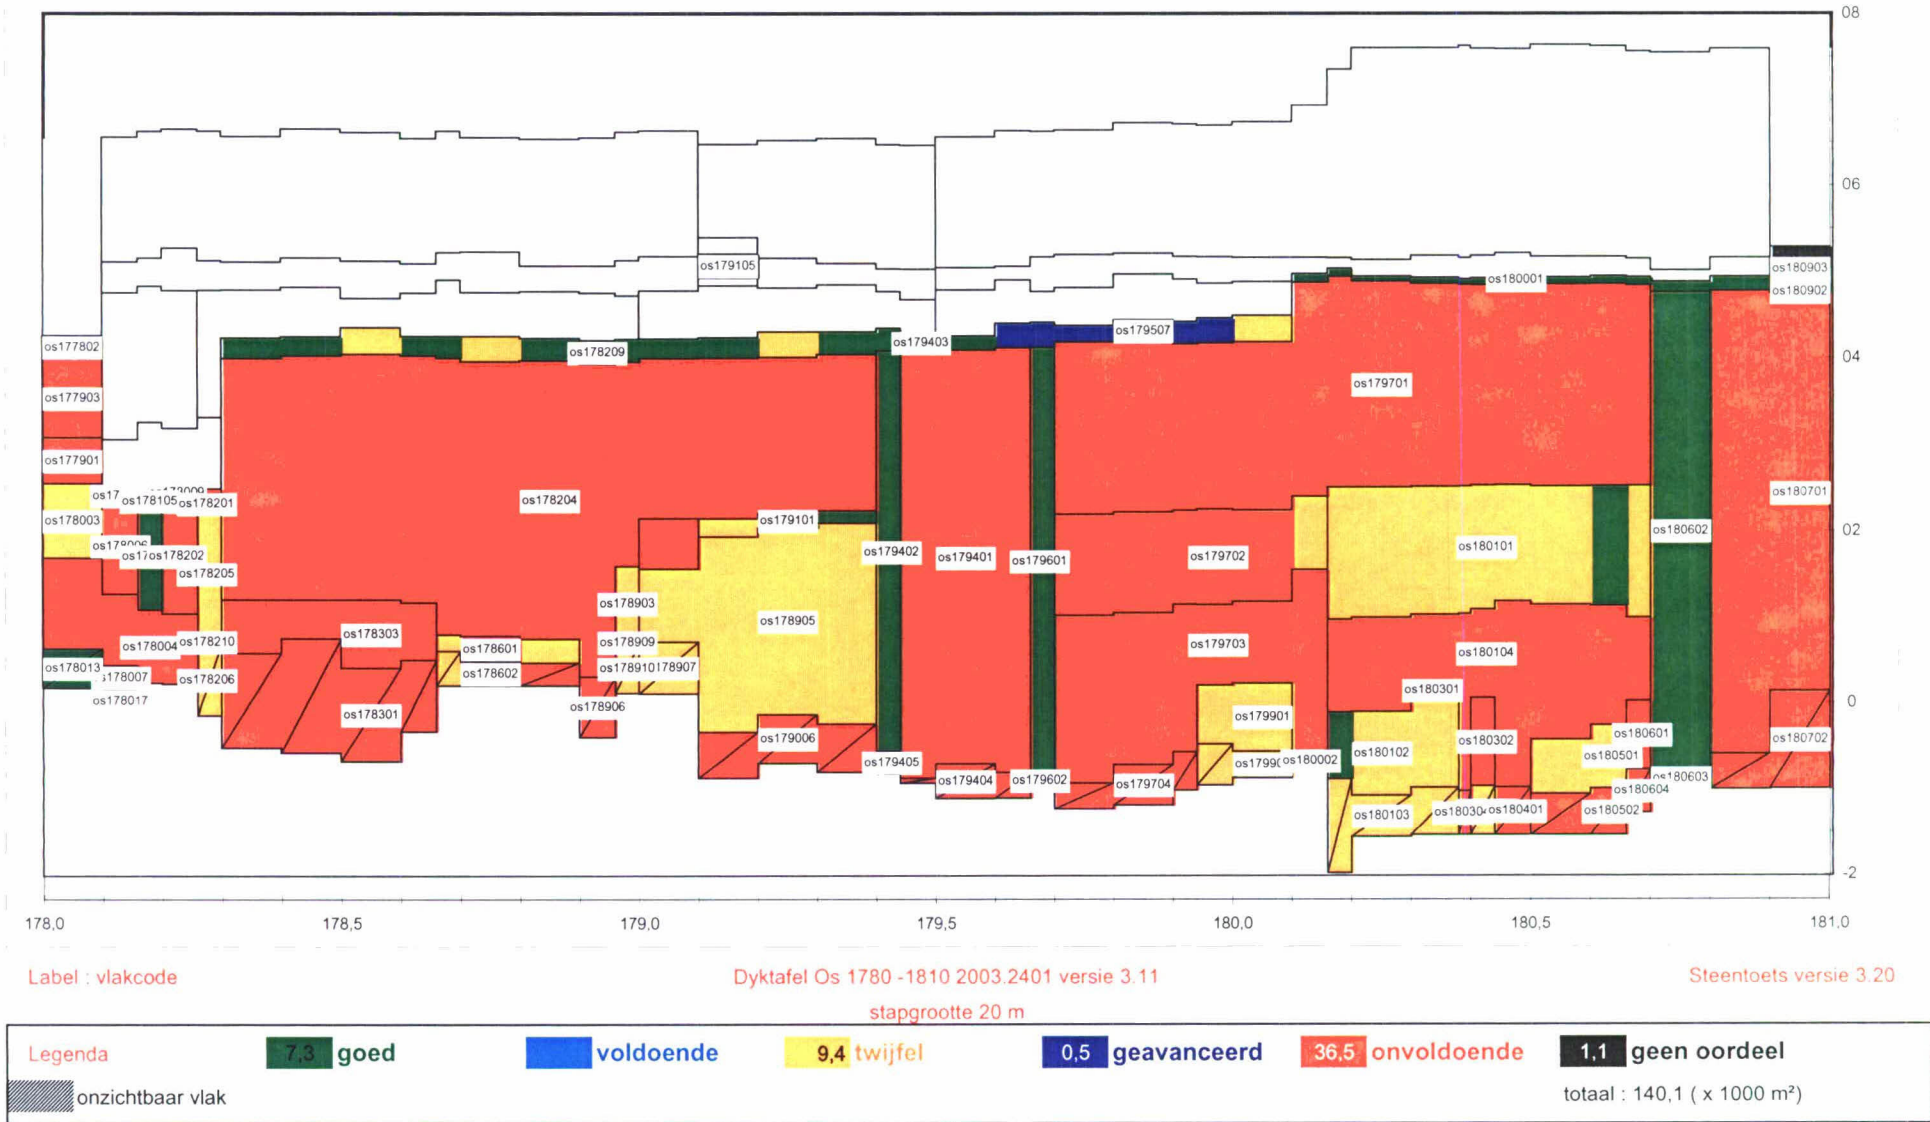 08
06
os179105
os180903
os180001
os180902
os177802
os178209
os179403
os179507
04
os177903
os179701
os177901
os178105
os178201
os178204
os180701
os178003
os179101
02
os180602
os178202
os178205
os179402
os179401
os179601
os179702
os180101
os178903
os178905
os178004
os178210
os178303
os178601
os178909
os179703
os180104
os178013
os178007
os178206
os178602
os178910
178907
os180301
0
os178017
os178301
os178906
os179006
os179901
os180302
os180601
os180702
os179405
os180002
os180102
os180501
os179404
os179602
os179704
os180603
os180604
os180103
os180401
os180502
-2
178,0
178,5
179,0
179,5
180,0
180,5
181,0
Label : vlakcode
Dyktafel Os 1780 -1810 2003.2401 versie 3.11
Steentoets versie 3.20
stapgrootte 20 m
Legenda
7,3 goed
voldoende
9,4 twijfel
0,5 geavanceerd
36,5 onvoldoende
1,1 geen oordeel
onzichtbaar vlak
totaal : 140,1 ( x 1000 m²)